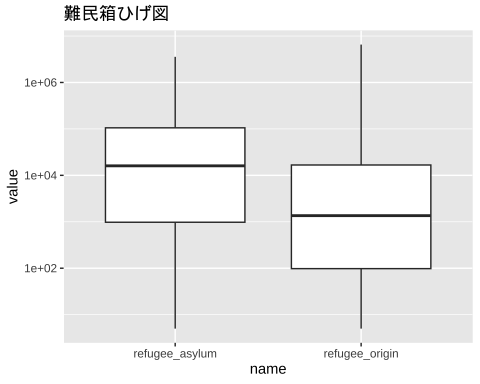 難民箱ひげ図
1e+06
1e+04
1e+02
value
refugee_asylum
refugee_origin
name